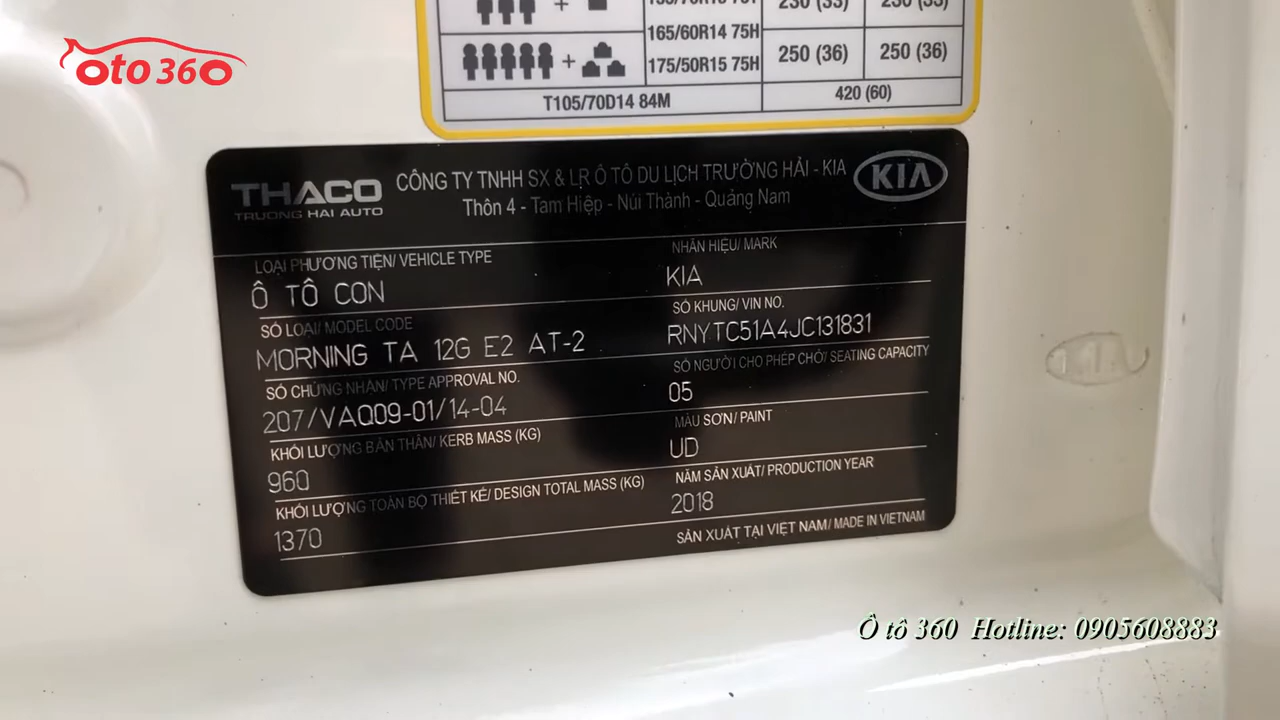 oto360
230 (33)
165/60R14 75H
175/50R15 75H
250 (36)
250 (36)
T105/70D14 84M
420 (60)
THACO
TRUONG HAI AUTO
CÔNG TY TNHH SX & LR Ô TÔ DU LỊCH TRƯỜNG HẢI - KIA
Thôn 4 - Tam Hiệp - Núi Thành - Quảng Nam
KIA
LOẠI PHƯƠNG TIỆN/ VEHICLE TYPE
Ô TÔ CON
NHÃN HIỆU/ MARK
KIA
SỐ LOẠI/ MODEL CODE
MORNING TA 12G E2 AT-2
SỐ KHUNG/ VIN NO.
RNYTC51A4JC131831
SỐ CHỨNG NHẬN/ TYPE APPROVAL NO.
207/VAQ09-01/14-04
SỐ NGƯỜI CHO PHÉP CHỞ/ SEATING CAPACITY
05
KHỐI LƯỢNG BẢN THÂN/ KERB MASS (KG)
960
MÀU SƠN/ PAINT
UD
KHỐI LƯỢNG TOÀN BỘ THIẾT KẾ/ DESIGN TOTAL MASS (KG)
1370
NĂM SẢN XUẤT/ PRODUCTION YEAR
2018
SẢN XUẤT TẠI VIỆT NAM/ MADE IN VIETNAM
Ô tô 360 Hotline: 0905608883